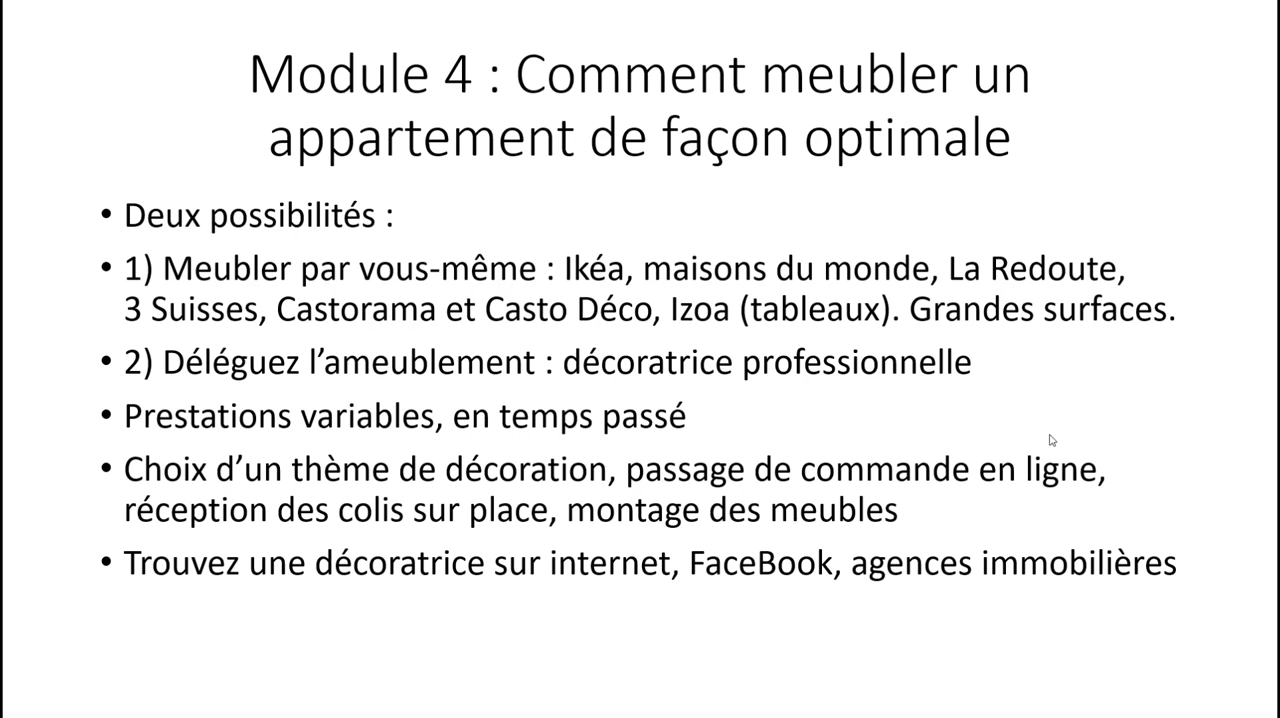 Module 4 : Comment meubler un
appartement de façon optimale
• Deux possibilités :
• 1) Meubler par vous-même : Ikéa, maisons du monde, La Redoute,
3 Suisses, Castorama et Casto Déco, Izoa (tableaux). Grandes surfaces.
• 2) Déléguez l’ameublement : décoratrice professionnelle
• Prestations variables, en temps passé
• Choix d’un thème de décoration, passage de commande en ligne,
réception des colis sur place, montage des meubles
• Trouvez une décoratrice sur internet, FaceBook, agences immobilières